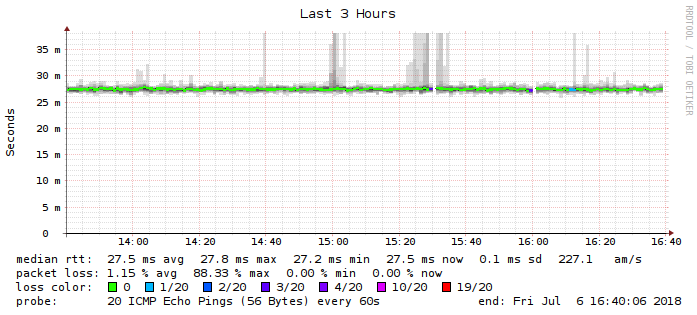 Last 3 Hours
RRDTOOL / TOBI OETIKER
Seconds
35 m
30 m
25 m
20 m
15 m
10 m
5 m
0
14:00 14:20 14:40 15:00 15:20 15:40 16:00 16:20 16:40
median rtt: 27.5 ms avg 27.8 ms max 27.2 ms min 27.5 ms now 0.1 ms sd 227.1 am/s
packet loss: 1.15 % avg 88.33 % max 0.00 % min 0.00 % now
loss color: 0 1/20 2/20 3/20 4/20 10/20 19/20
probe: 20 ICMP Echo Pings (56 Bytes) every 60s end: Fri Jul 6 16:40:06 2018